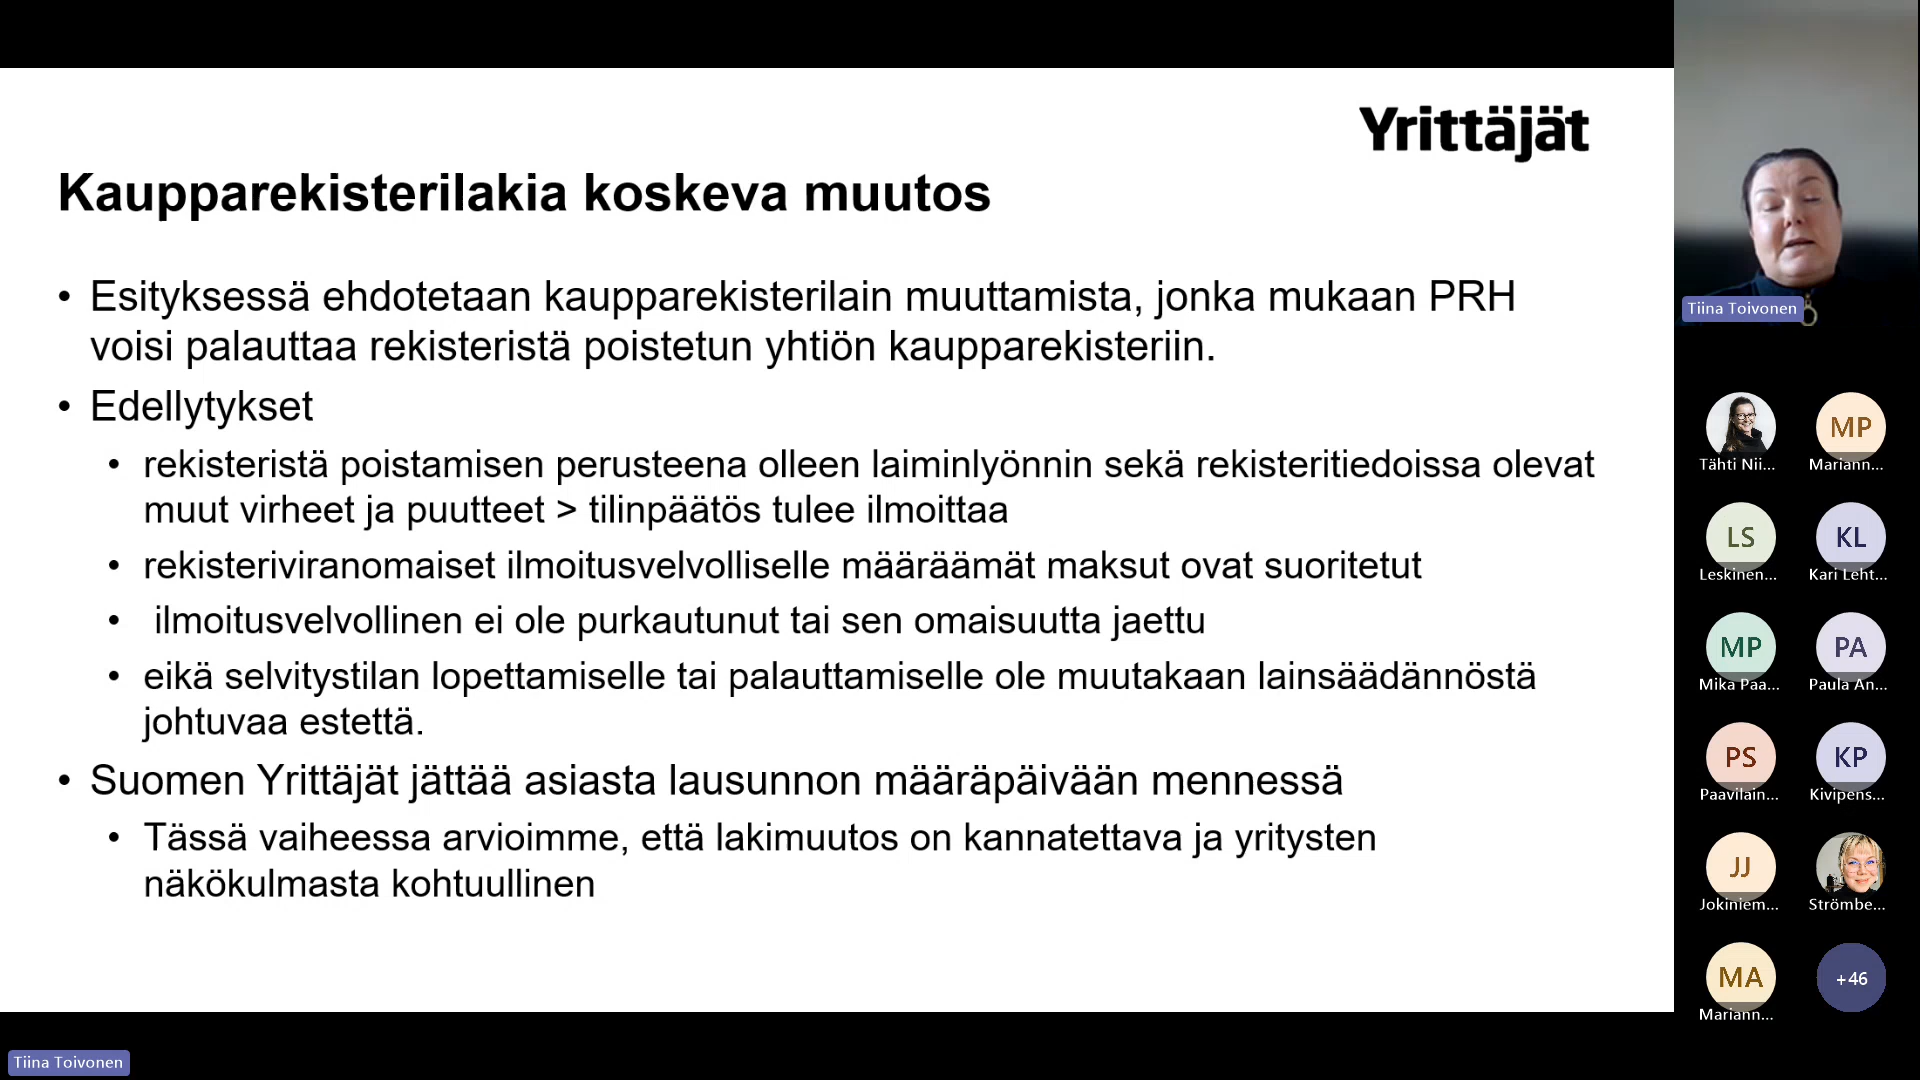 Yrittäjät
Kaupparekisterilakia koskeva muutos
• Esityksessä ehdotetaan kaupparekisterilain muuttamista, jonka mukaan PRH
voisi palauttaa rekisteristä poistetun yhtiön kaupparekisteriin.
• Edellytykset
• rekisteristä poistamisen perusteena olleen laiminlyönnin sekä rekisteritiedoissa olevat
muut virheet ja puutteet > tilinpäätös tulee ilmoittaa
• rekisteriviranomaiset ilmoitusvelvolliselle määräämät maksut ovat suoritetut
• ilmoitusvelvollinen ei ole purkautunut tai sen omaisuutta jaettu
• eikä selvitystilan lopettamiselle tai palauttamiselle ole muutakaan lainsäädännöstä
johtuvaa estettä.
• Suomen Yrittäjät jättää asiasta lausunnon määräpäivään mennessä
• Tässä vaiheessa arvioimme, että lakimuutos on kannatettava ja yritysten
näkökulmasta kohtuullinen
Tiina Toivonen
Tähti Nii...
MP
Mariann...
LS
Leskinen...
KL
Kari Leht...
MP
Mika Paa...
PA
Paula An...
PS
Paavilain...
KP
Kivipens...
JJ
Jokiniem...
Strömbe...
MA
Mariann...
+46
Tiina Toivonen